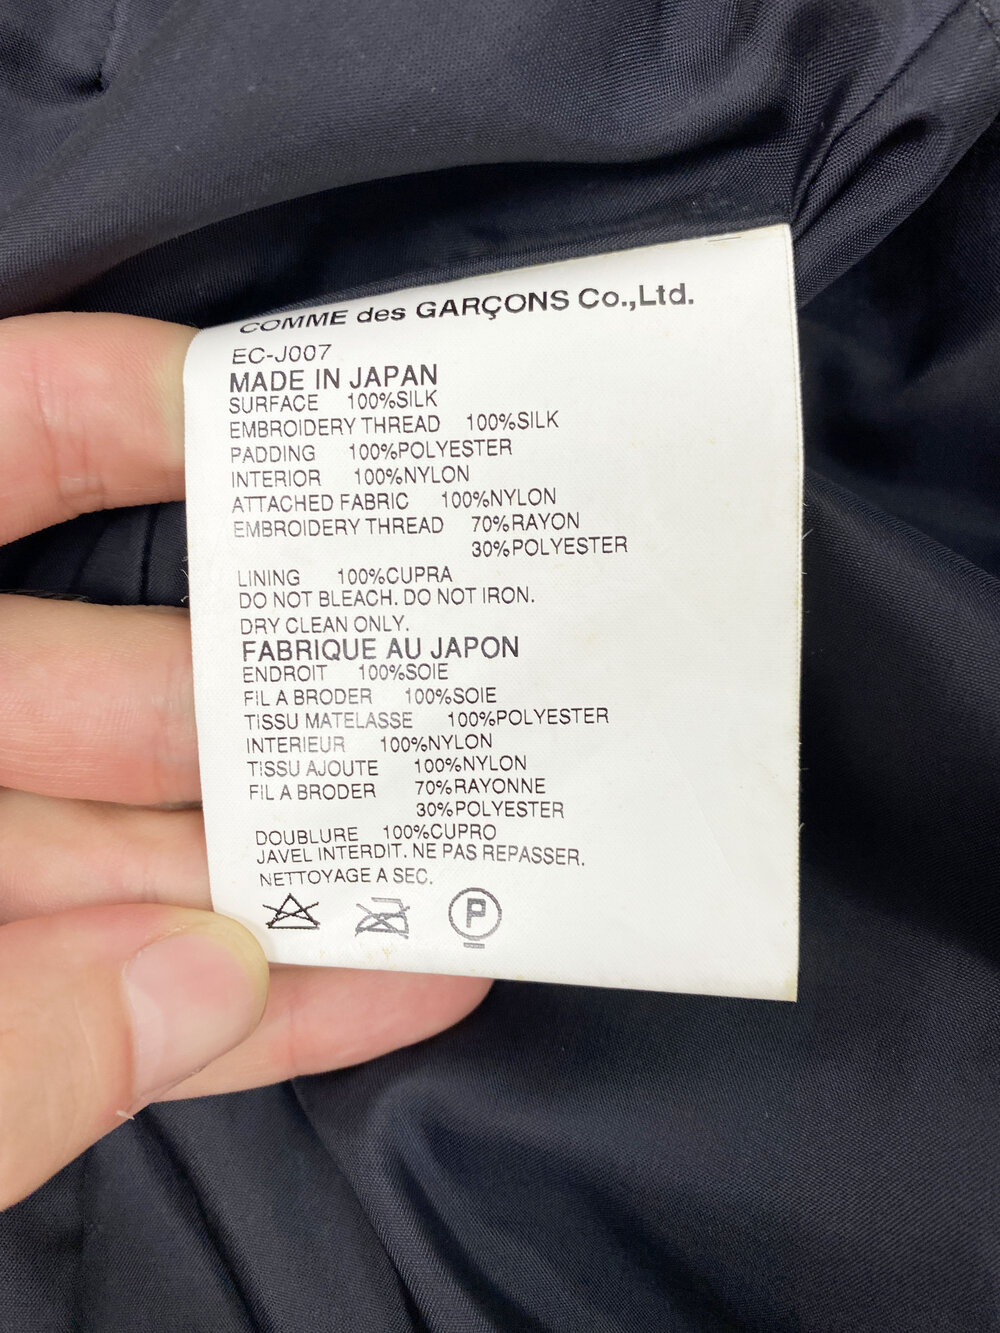 COMME des GARÇONS Co.,Ltd.
EC-J007
MADE IN JAPAN
SURFACE 100%SILK
EMBROIDERY THREAD 100%SILK
PADDING 100%POLYESTER
INTERIOR 100%NYLON
ATTACHED FABRIC 100%NYLON
EMBROIDERY THREAD 70%RAYON
30%POLYESTER
LINING 100%CUPRA
DO NOT BLEACH. DO NOT IRON.
DRY CLEAN ONLY.
FABRIQUE AU JAPON
ENDROIT 100%SOIE
FIL A BRODER 100%SOIE
TISSU MATELASSE 100%POLYESTER
INTERIEUR 100%NYLON
TISSU AJOUTE 100%NYLON
FIL A BRODER 70%RAYONNE
30%POLYESTER
DOUBLURE 100%CUPRO
JAVEL INTERDIT. NE PAS REPASSER.
NETTOYAGE A SEC.
P